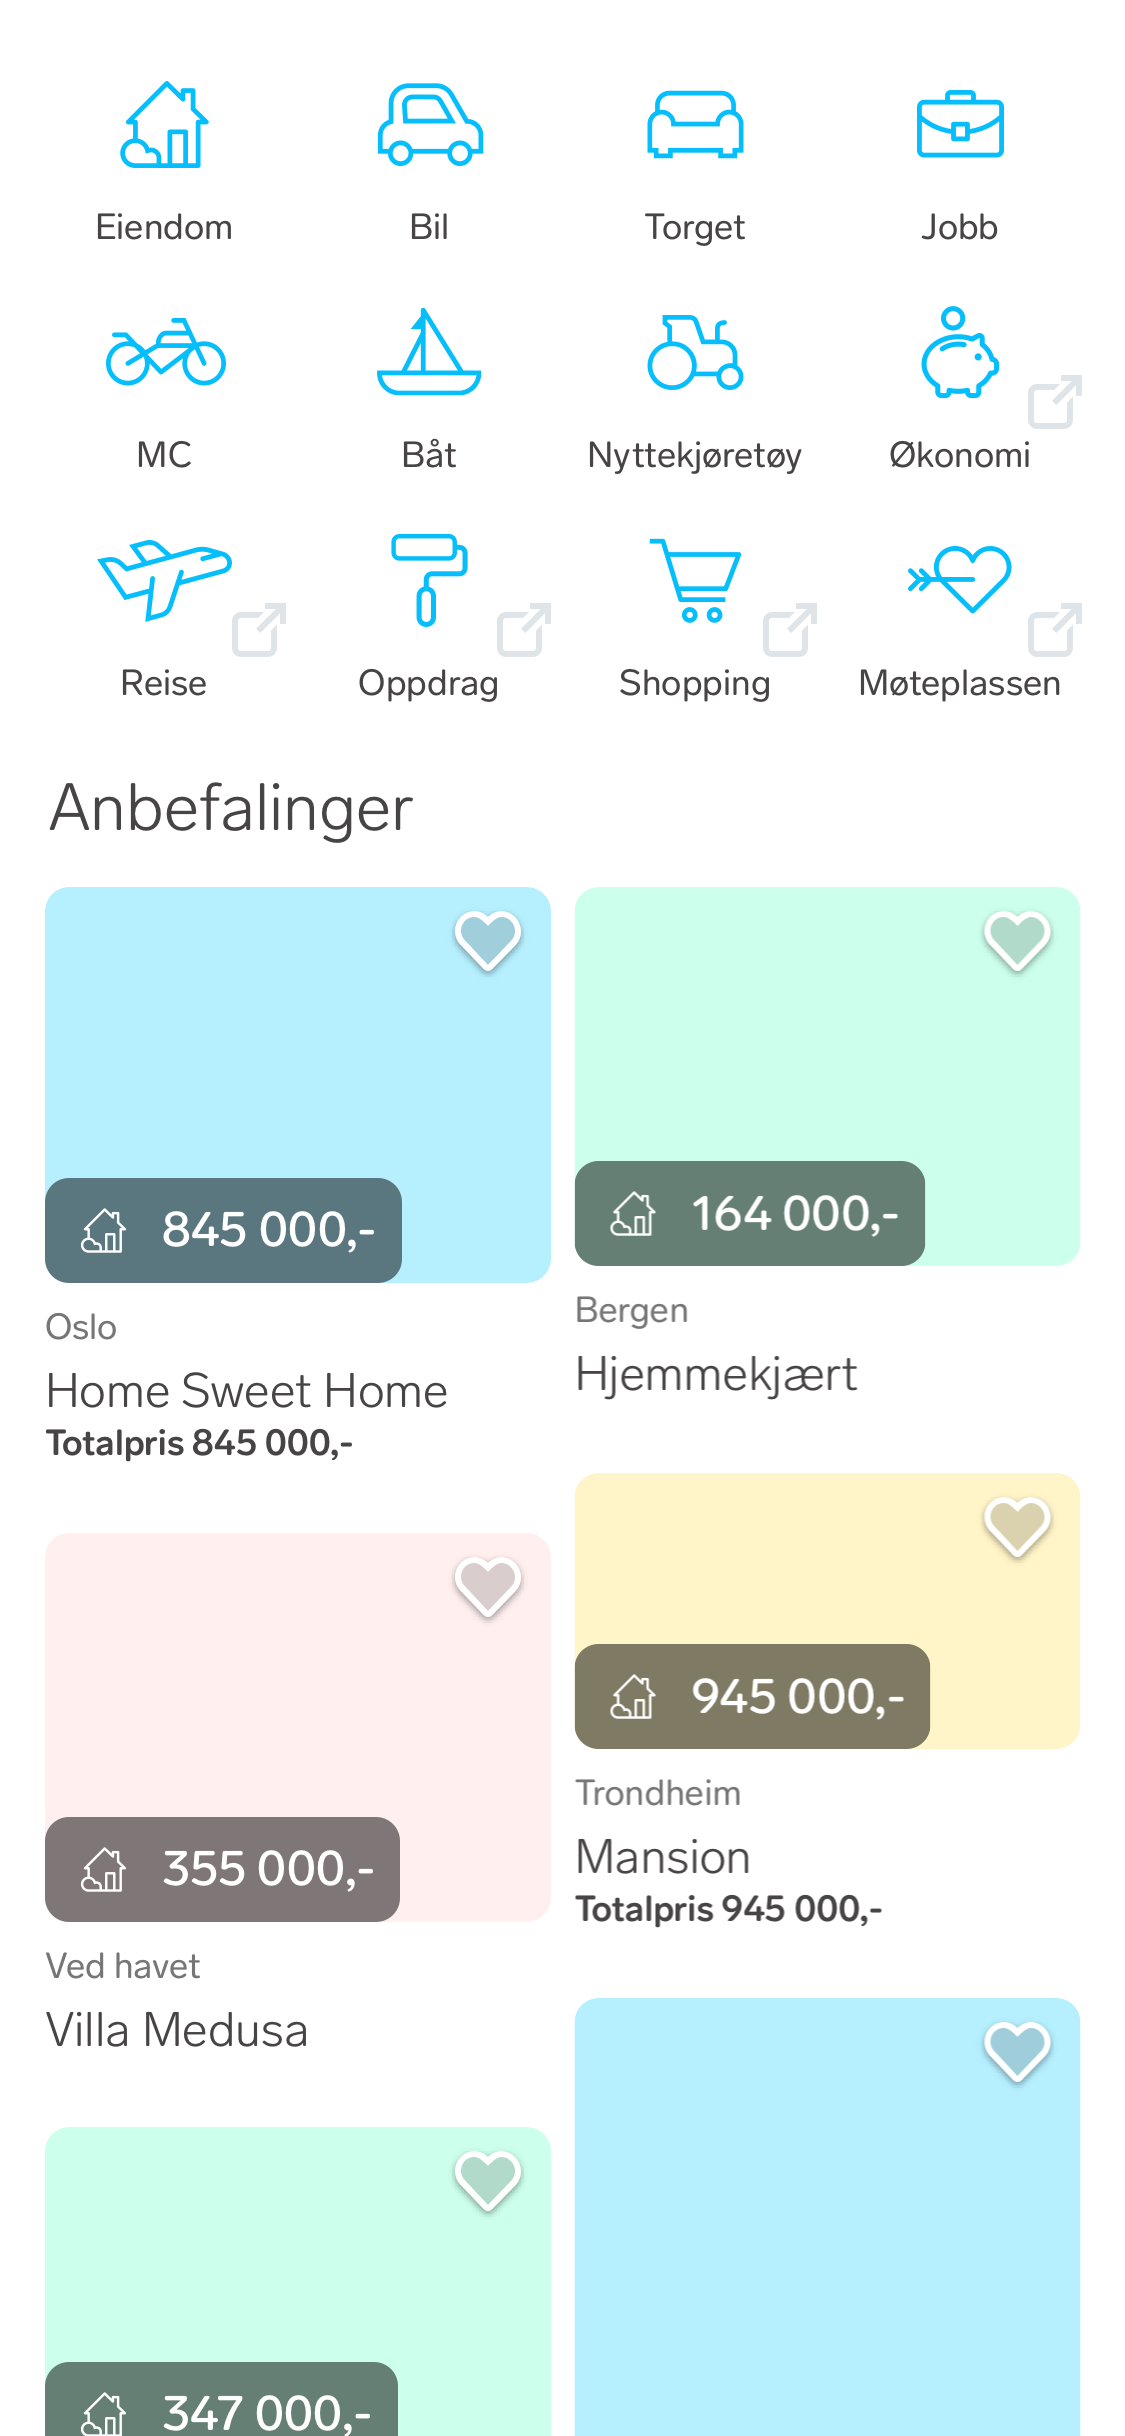 Eiendom
Bil
Torget
Jobb
MC
Båt
Nyttekjøretøy
Økonomi
Reise
Oppdrag
Shopping
Møteplassen
Anbefalinger
845 000,-
Oslo
Home Sweet Home
Totalpris 845 000,-
164 000,-
Bergen
Hjemmekjært
355 000,-
Ved havet
Villa Medusa
945 000,-
Trondheim
Mansion
Totalpris 945 000,-
347 000,-